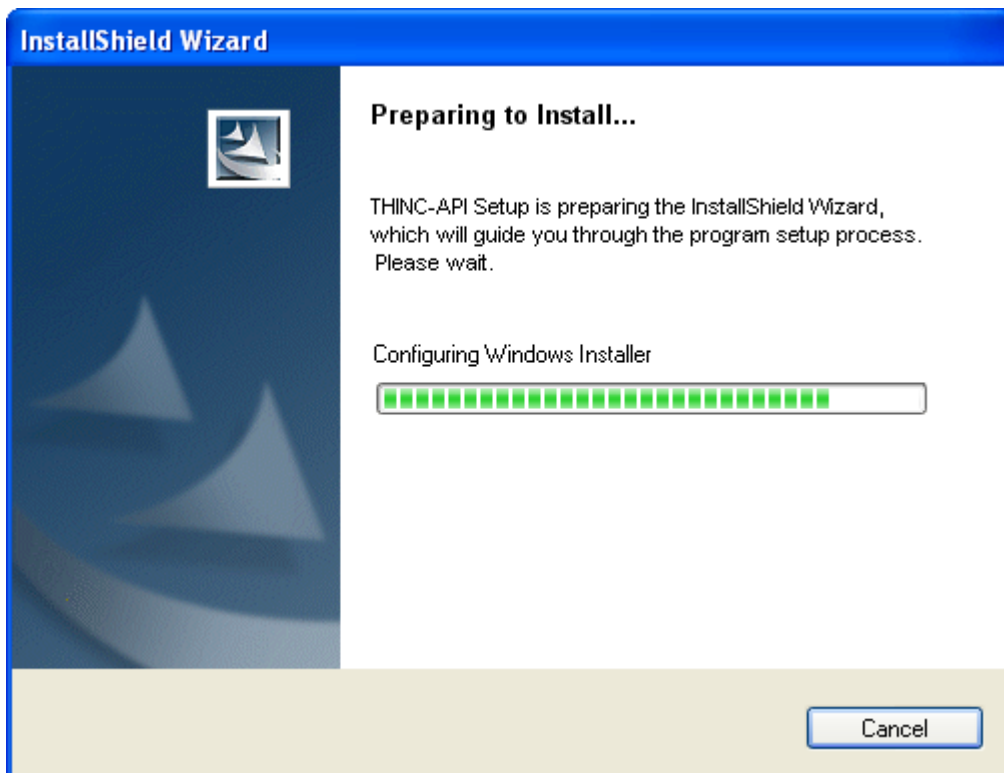 InstallShield Wizard
Preparing to Install...
THINC-API Setup is preparing the InstallShield Wizard,
which will guide you through the program setup process.
Please wait.
Configuring Windows Installer
Cancel